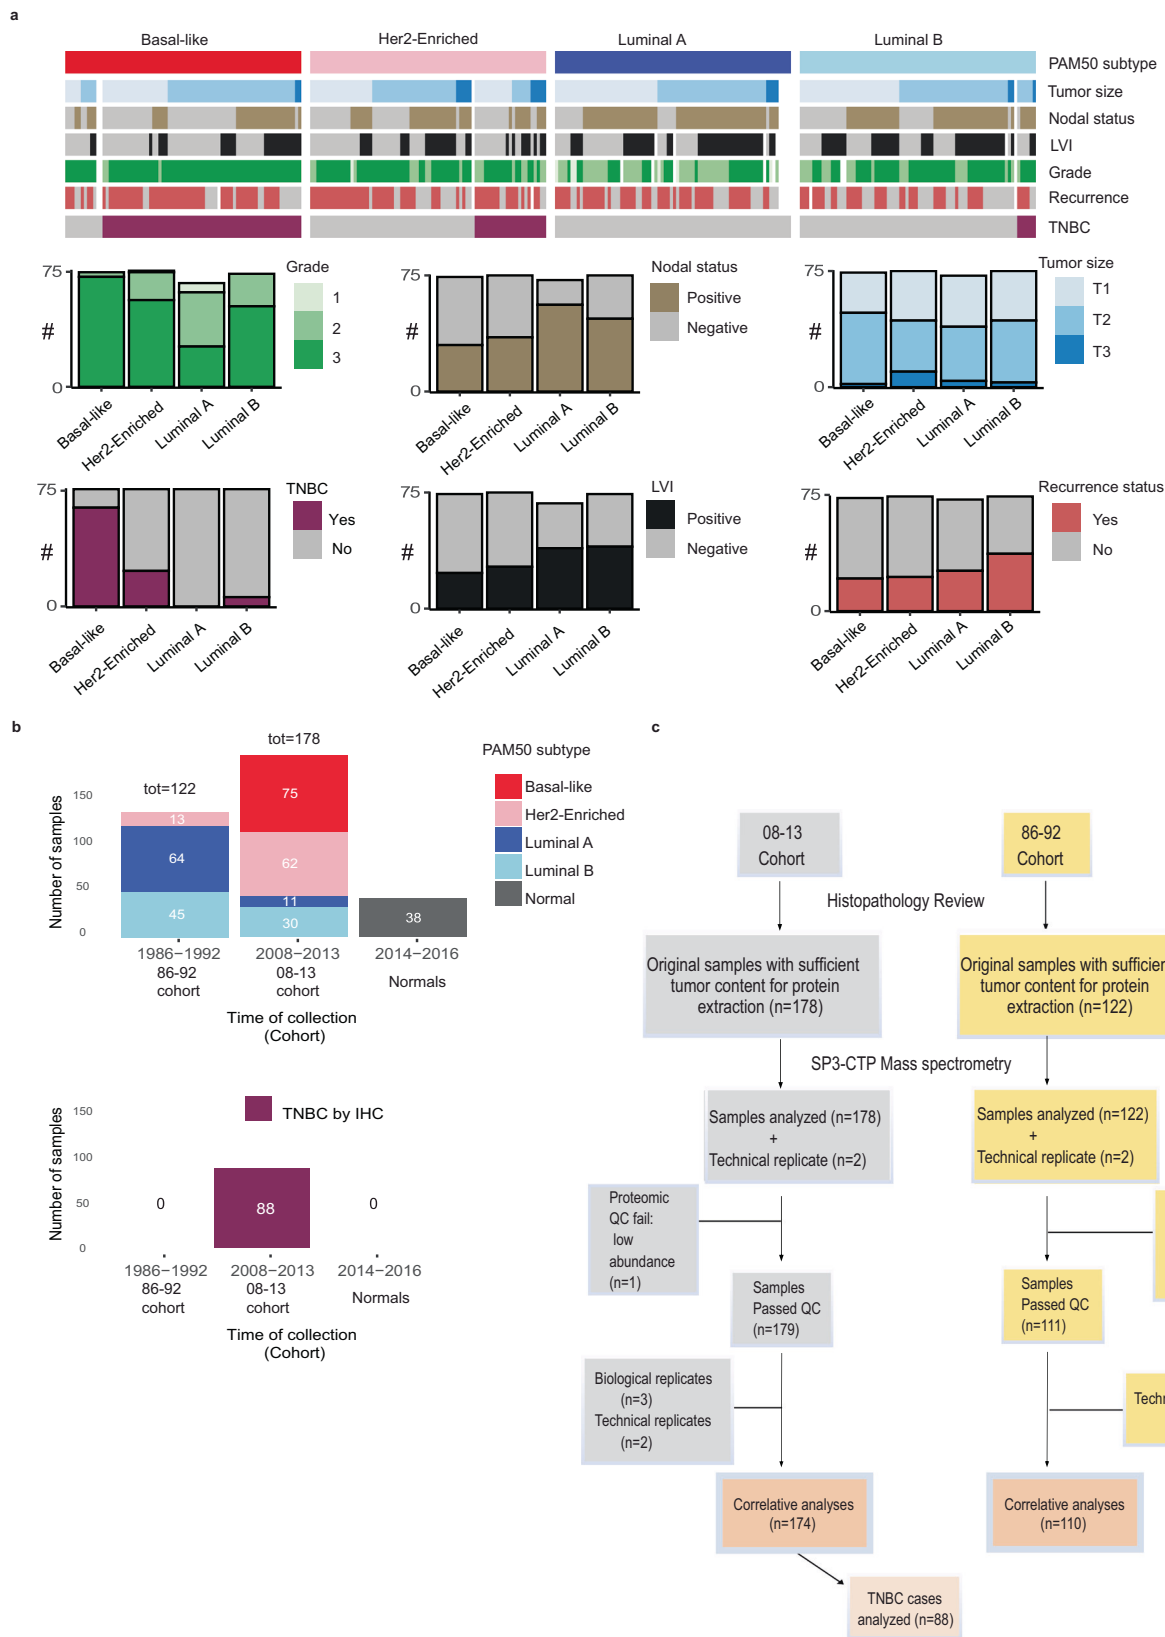 a
Basal-like
Her2-Enriched
Luminal A
Luminal B
PAM50 subtype
Tumor size
Nodal status
LVI
Grade
Recurrence
TNBC
75
#
0
Basal-like
Her2-Enriched
Luminal A
Luminal B
Grade
1
2
3
75
#
0
Basal-like
Her2-Enriched
Luminal A
Luminal B
Nodal status
Positive
Negative
75
#
0
Basal-like
Her2-Enriched
Luminal A
Luminal B
Tumor size
T1
T2
T3
75
#
0
Basal-like
Her2-Enriched
Luminal A
Luminal B
TNBC
Yes
No
75
#
0
Basal-like
Her2-Enriched
Luminal A
Luminal B
LVI
Positive
Negative
75
#
0
Basal-like
Her2-Enriched
Luminal A
Luminal B
Recurrence status
Yes
No
b
Number of samples
150
100
50
0
tot=122
13
64
45
tot=178
75
62
11
30
38
1986−1992
86-92
cohort
2008−2013
08-13
cohort
2014−2016
Normals
Time of collection
(Cohort)
PAM50 subtype
Basal-like
Her2-Enriched
Luminal A
Luminal B
Normal
Number of samples
150
100
50
0
TNBC by IHC
0
88
0
1986−1992
86-92
cohort
2008−2013
08-13
cohort
2014−2016
Normals
Time of collection
(Cohort)
c
08-13
Cohort
86-92
Cohort
Histopathology Review
Original samples with sufficient
tumor content for protein
extraction (n=178)
Original samples with sufficient
tumor content for protein
extraction (n=122)
SP3-CTP Mass spectrometry
Samples analyzed (n=178)
+
Technical replicate (n=2)
Samples analyzed (n=122)
+
Technical replicate (n=2)
Proteomic
QC fail:
low
abundance
(n=1)
Samples
Passed QC
(n=179)
Samples
Passed QC
(n=111)
Biological replicates
(n=3)
Technical replicates
(n=2)
Techn
Correlative analyses
(n=174)
Correlative analyses
(n=110)
TNBC cases
analyzed (n=88)